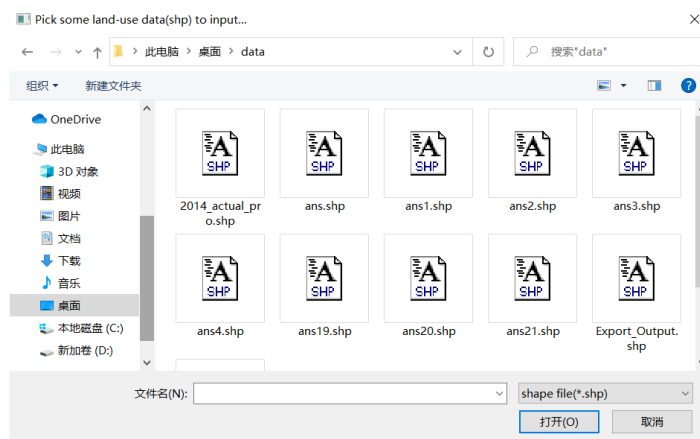 Pick some land-use data(shp) to input...
此电脑 桌面 data
搜索"data"
组织 新建文件夹
OneDrive
此电脑
3D 对象
视频
图片
文档
下载
音乐
桌面
本地磁盘 (C:)
新加卷 (D:)
SHP SHP SHP SHP SHP
2014_actual_pr ans.shp ans1.shp ans2.shp ans3.shp
o.shp
SHP SHP SHP SHP SHP
ans4.shp ans19.shp ans20.shp ans21.shp Export_Output.
shp
文件名(N): shape file(*.shp)
打开(O) 取消